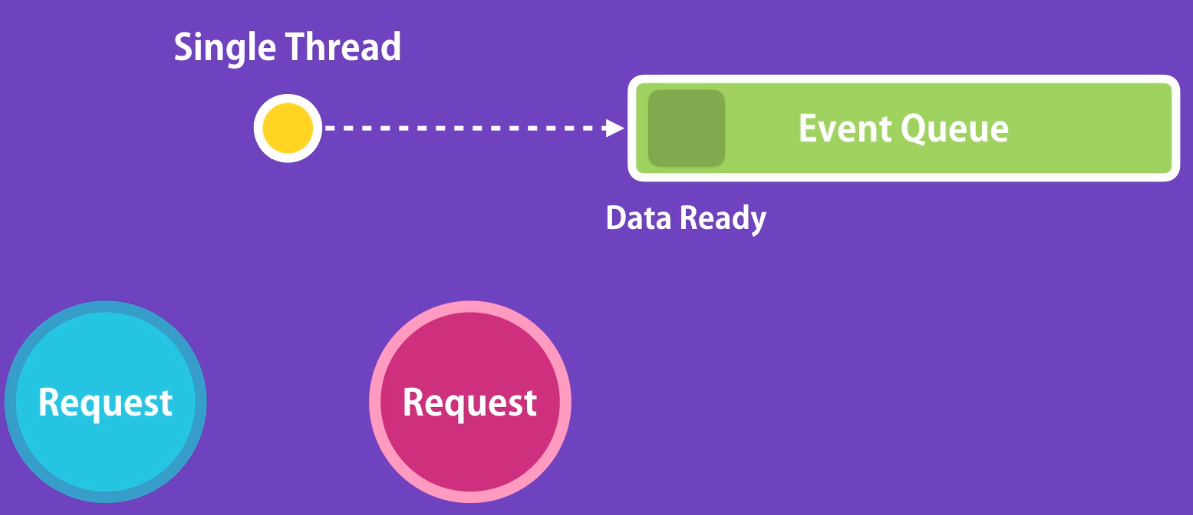 Single Thread
Event Queue
Data Ready
Request
Request